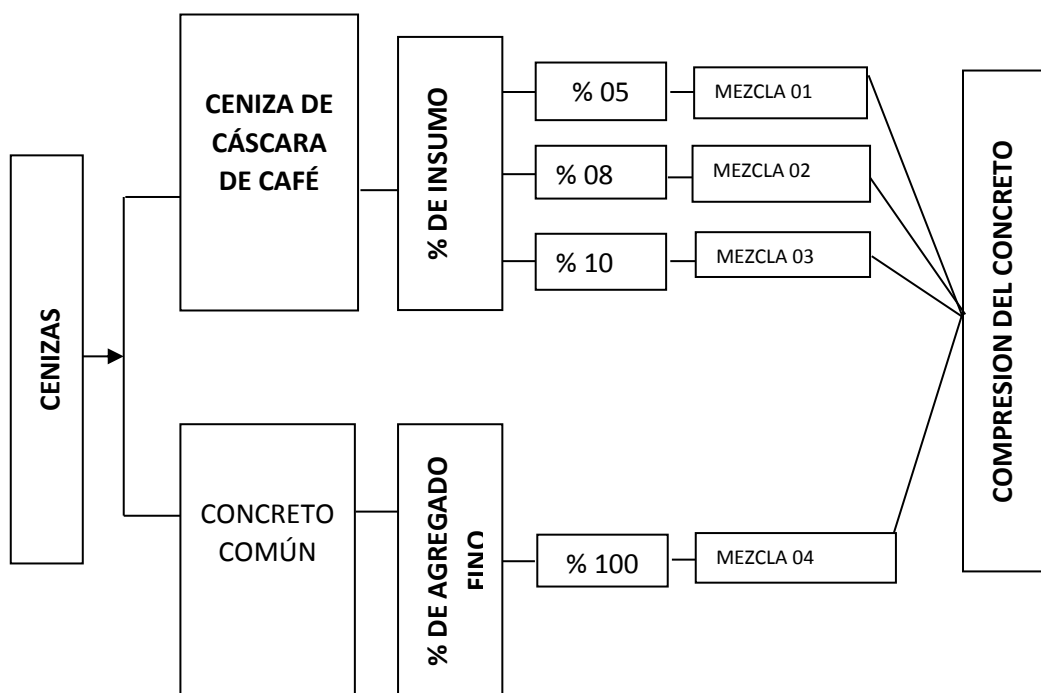 CENIZAS
CENIZA DE
CÁSCARA
DE CAFÉ
% DE INSUMO
% 05
MEZCLA 01
% 08
MEZCLA 02
% 10
MEZCLA 03
CONCRETO
COMÚN
% DE AGREGADO
FINO
% 100
MEZCLA 04
COMPRESION DEL CONCRETO